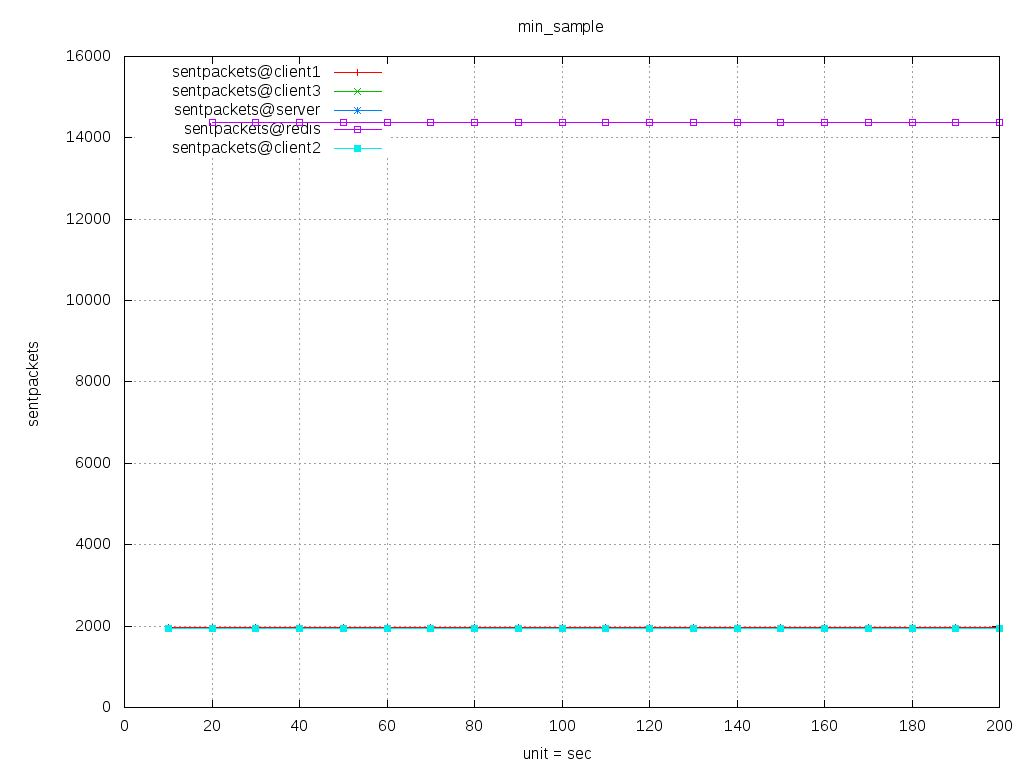 min_sample
16000
14000
12000
10000
8000
6000
4000
2000
0
sentpackets
sentpackets@client1
sentpackets@client3
sentpackets@server
sentpackets@redis
sentpackets@client2
0 20 40 60 80 100 120 140 160 180 200
unit = sec